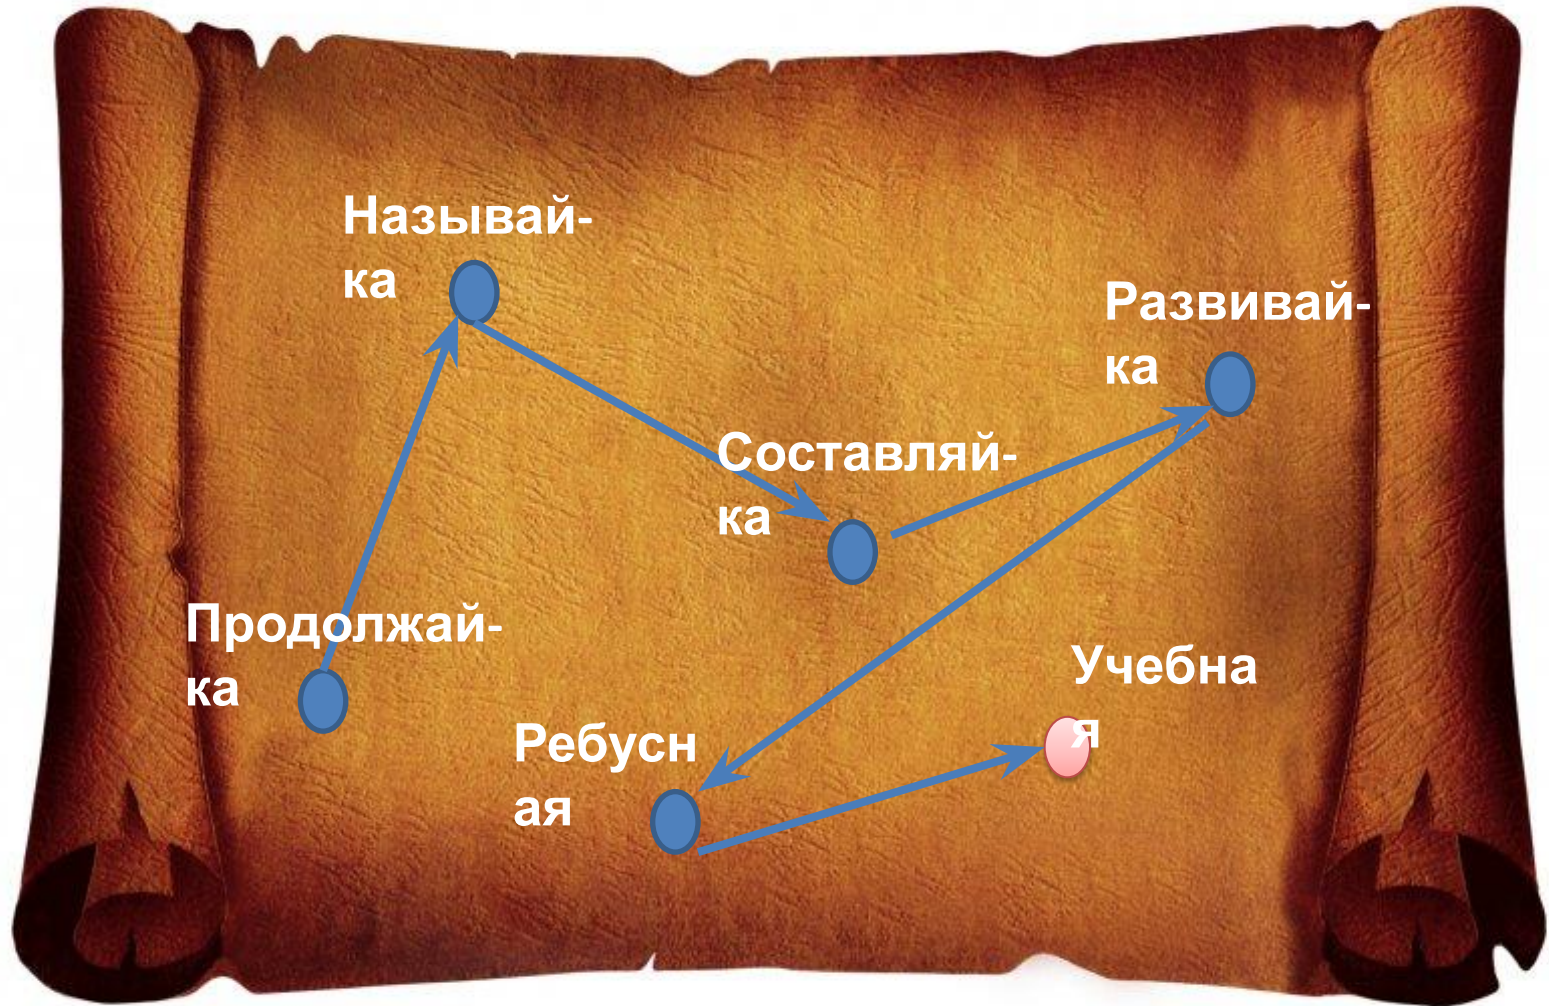 Называй-
ка
Развивай-
ка
Составляй-
ка
Продолжай-
ка
Учебна
я
Ребусн
ая